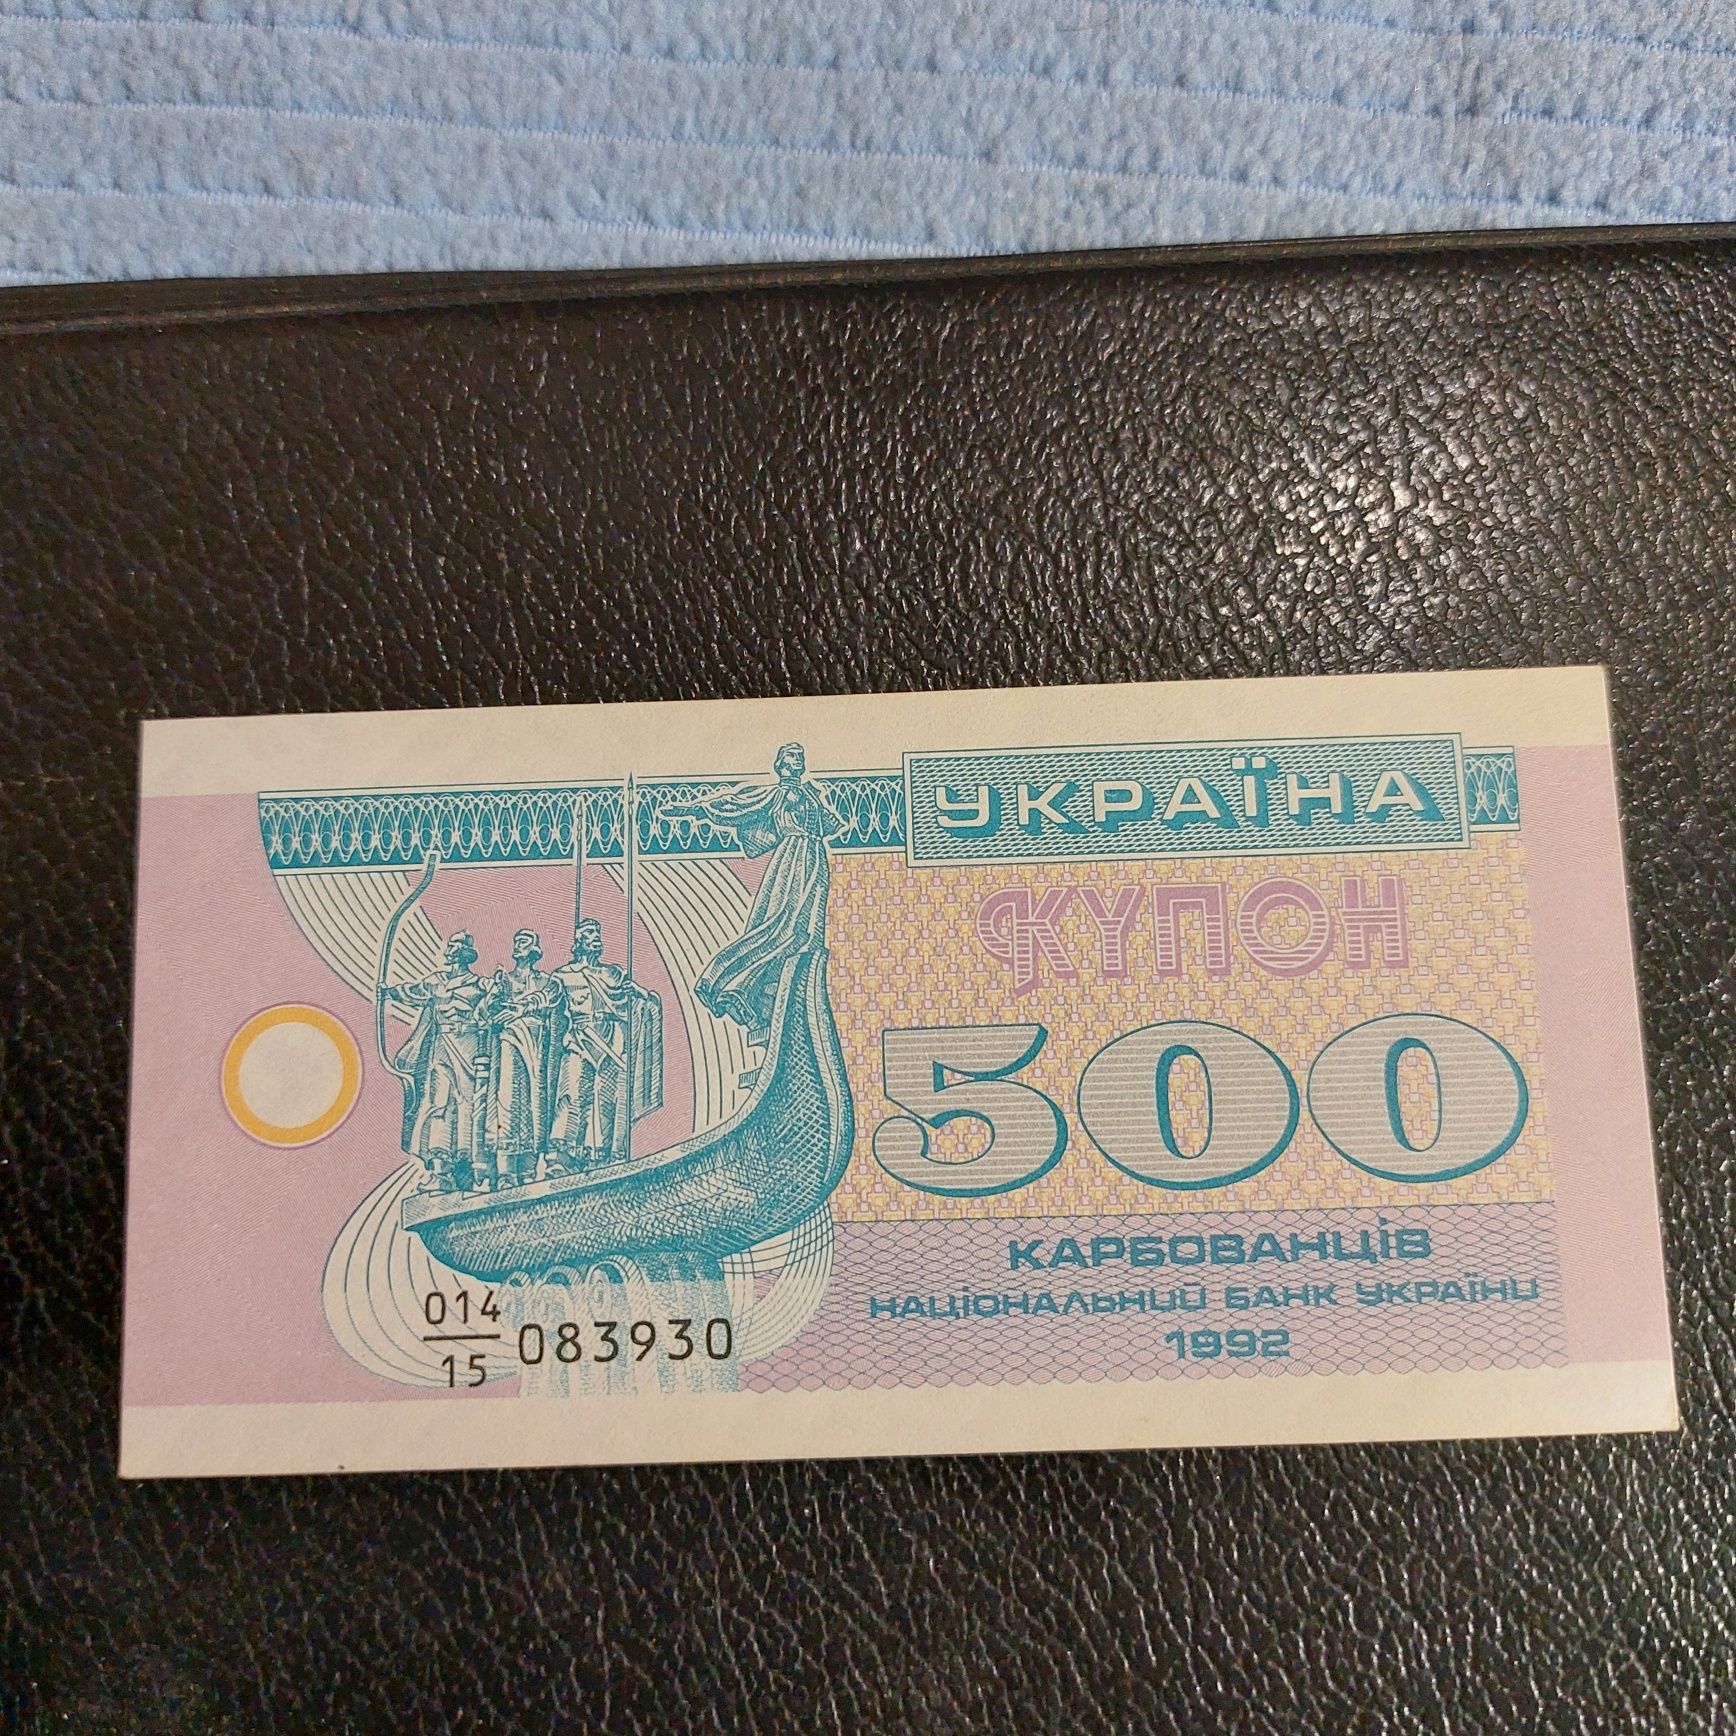 УКРАЇНА
КУПОН
500
КАРБОВАНЦІВ
НАЦІОНАЛЬНИЙ БАНК УКРАЇНИ
1992
014
15 083930